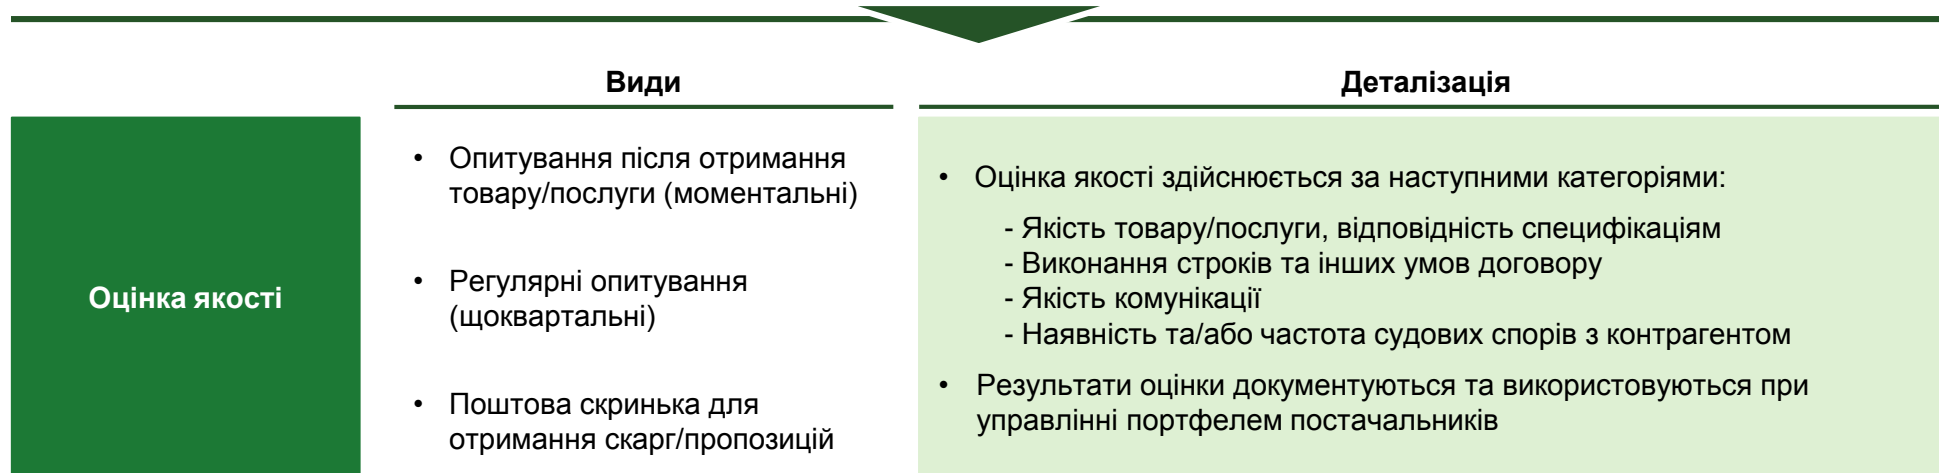 Види
Деталізація
Оцінка якості
• Опитування після отримання
товару/послуги (моментальні)
• Регулярні опитування
(щоквартальні)
• Поштова скринька для
отримання скарг/пропозицій
• Оцінка якості здійснюється за наступними категоріями:
- Якість товару/послуги, відповідність специфікаціям
- Виконання строків та інших умов договору
- Якість комунікації
- Наявність та/або частота судових спорів з контрагентом
• Результати оцінки документуються та використовуються при
управлінні портфелем постачальників